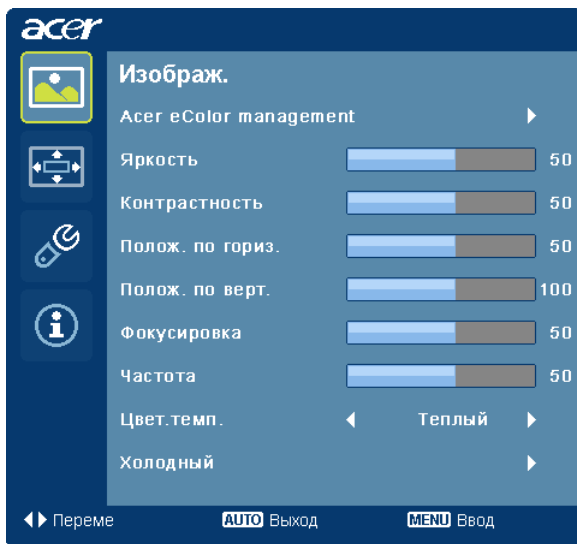 acer
Изображ.
Acer eColor management
Яркость 50
Контрастность 50
Полож. по гориз. 50
Полож. по верт. 100
Фокусировка 50
Частота 50
Цвет.темп. Теплый
Холодный
Переме AUTO Выход MENU Ввод